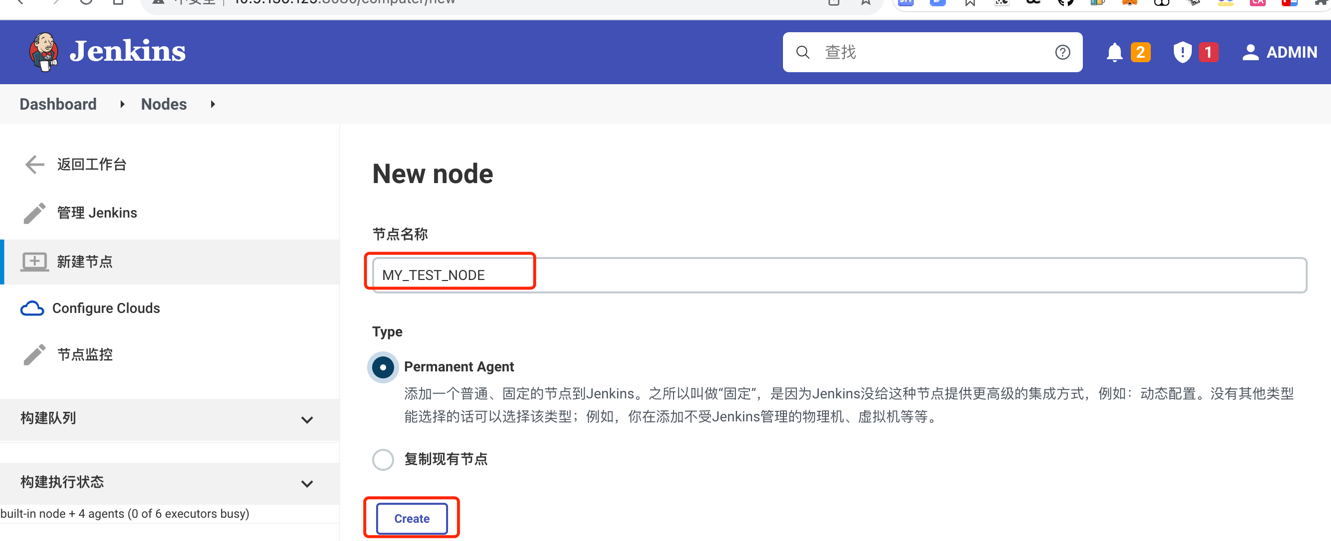 Jenkins
查找
2
1
ADMIN
Dashboard
Nodes
返回工作台
管理 Jenkins
新建节点
Configure Clouds
节点监控
构建队列
构建执行状态
built-in node + 4 agents (0 of 6 executors busy)
New node
节点名称
MY_TEST_NODE
Type
Permanent Agent
添加一个普通、固定的节点到Jenkins。之所以叫做“固定”，是因为Jenkins没给这种节点提供更高级的集成方式，例如：动态配置。没有其他类型
能选择的话可以选择该类型；例如，你在添加不受Jenkins管理的物理机、虚拟机等等。
复制现有节点
Create